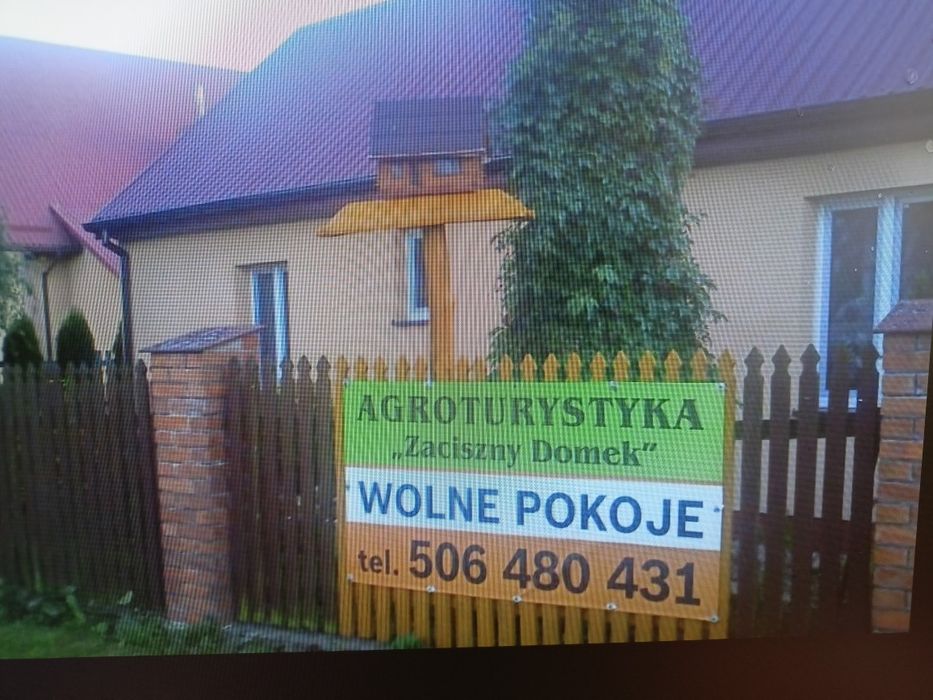 AGROTURYSTYKA
„Zaciszny Domek”
WOLNE POKOJE
tel. 506 480 431